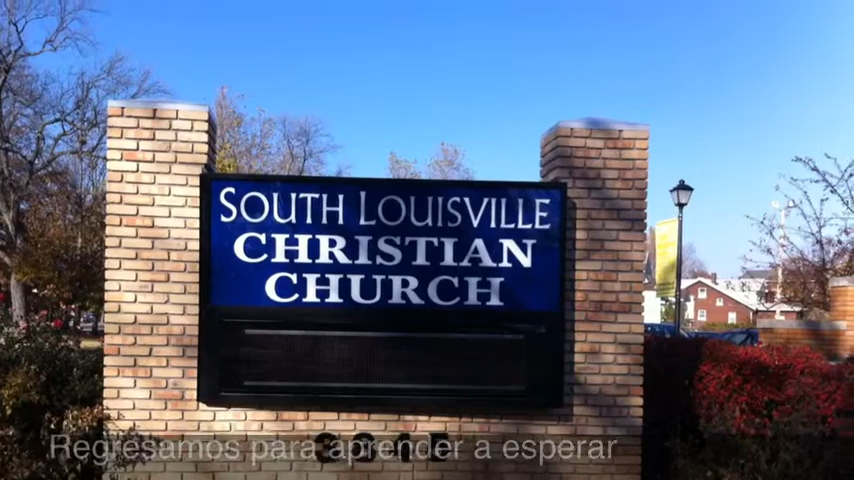 SOUTH LOUISVILLE
CHRISTIAN
CHURCH
Regresamos para aprender a esperar